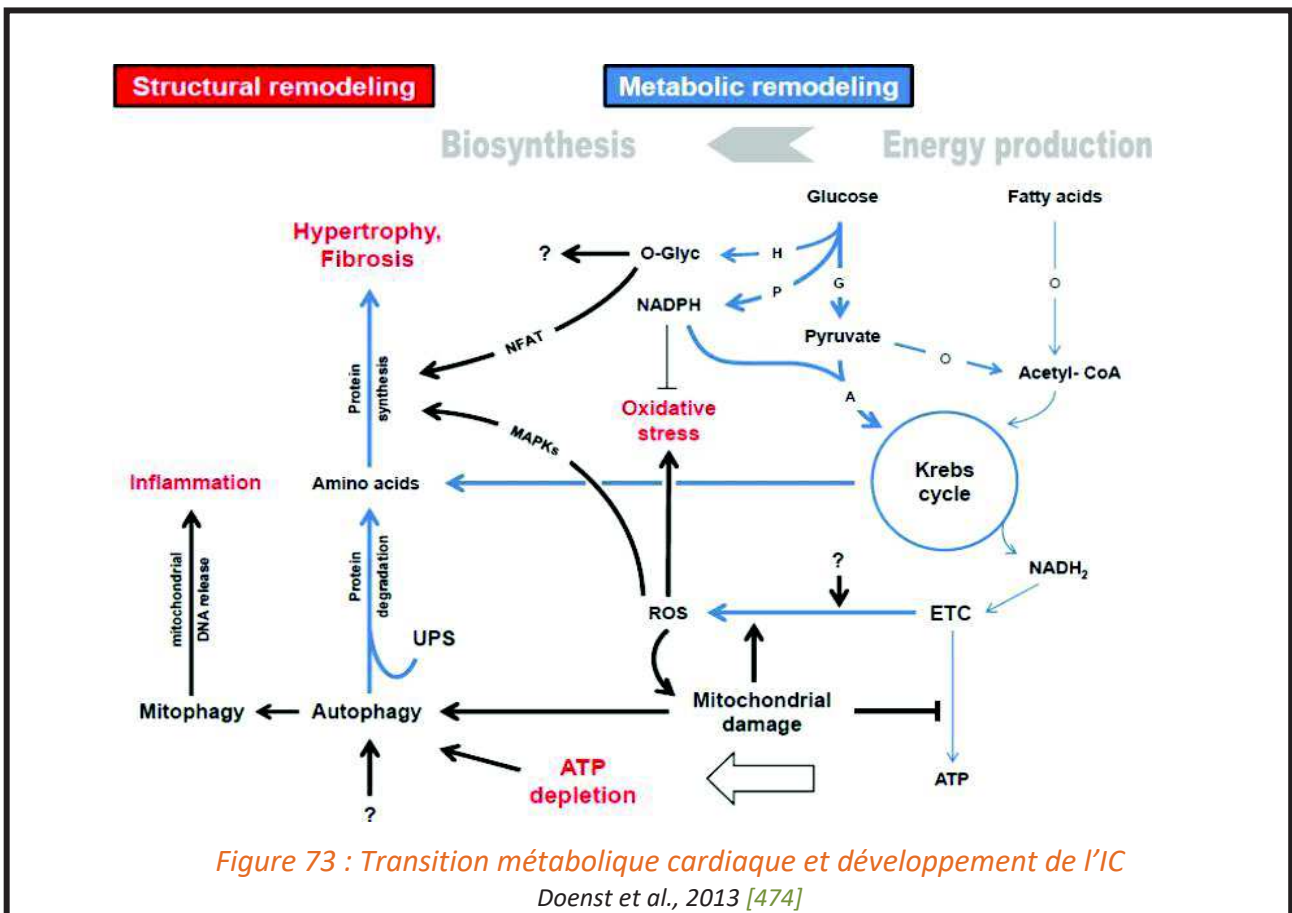 Structural remodeling
Metabolic remodeling
Biosynthesis
Energy production
Glucose
Fatty acids
Hypertrophy,
Fibrosis
?
O-Glyc
H
P
G
O
NADPH
NFAT
Pyruvate
O
Acetyl- CoA
A
Protein
synthesis
MAPKs
Oxidative
stress
Krebs
cycle
Inflammation
Amino acids
mitochondrial
DNA release
Protein
degradation
?
NADH2
ROS
ETC
UPS
Mitophagy
Autophagy
Mitochondrial
damage
ATP
depletion
ATP
?
Figure 73 : Transition métabolique cardiaque et développement de l'IC
Doenst et al., 2013 [474]